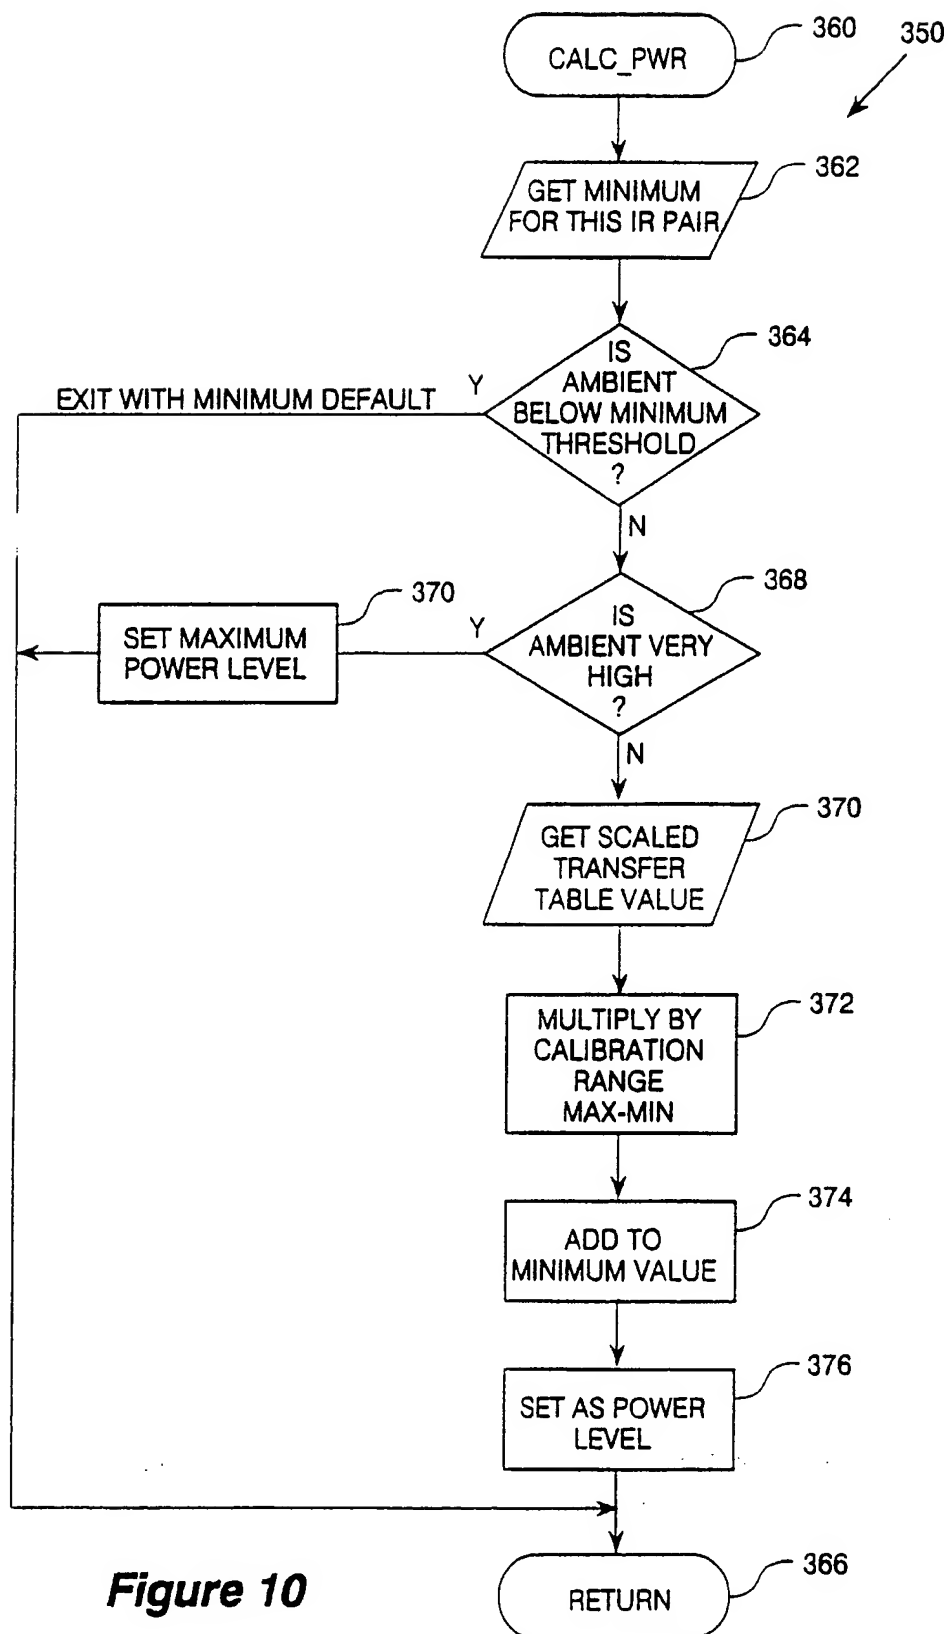 360
350
CALC_PWR
362
GET MINIMUM
FOR THIS IR PAIR
364
IS
AMBIENT
BELOW MINIMUM
THRESHOLD
?
Y
EXIT WITH MINIMUM DEFAULT
N
368
370
IS
AMBIENT VERY
HIGH
?
Y
SET MAXIMUM
POWER LEVEL
N
370
GET SCALED
TRANSFER
TABLE VALUE
372
MULTIPLY BY
CALIBRATION
RANGE
MAX-MIN
374
ADD TO
MINIMUM VALUE
376
SET AS POWER
LEVEL
366
RETURN
Figure 10